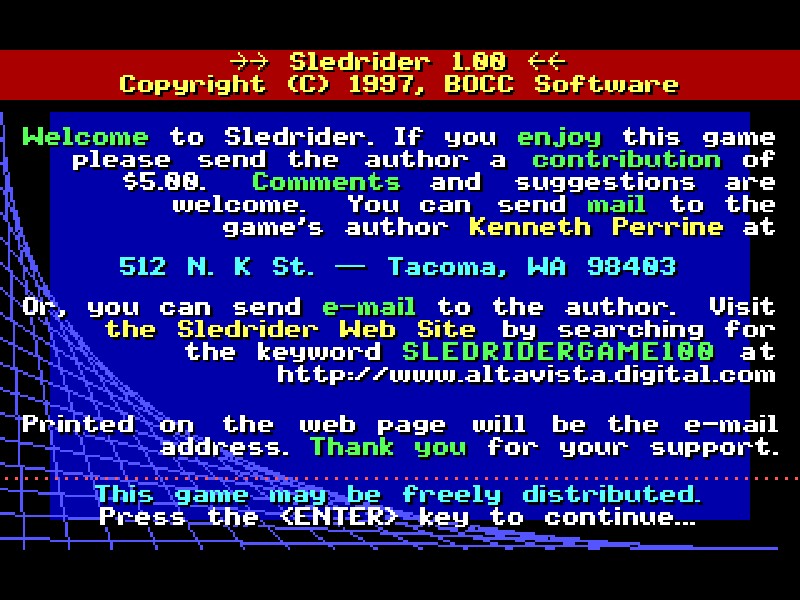 ->-> Sledrider 1.00 <-<-
Copyright (C) 1997, BOCC Software
Welcome to Sledrider. If you enjoy this game
please send the author a contribution of
$5.00. Comments and suggestions are
welcome. You can send mail to the
game's author Kenneth Perrine at
512 N. K St. –– Tacoma, WA 98403
Or, you can send e-mail to the author. Visit
the Sledrider Web Site by searching for
the keyword SLEDRIDERGAME100 at
http://www.altavista.digital.com
Printed on the web page will be the e-mail
address. Thank you for your support.
This game may be freely distributed.
Press the <ENTER> key to continue...